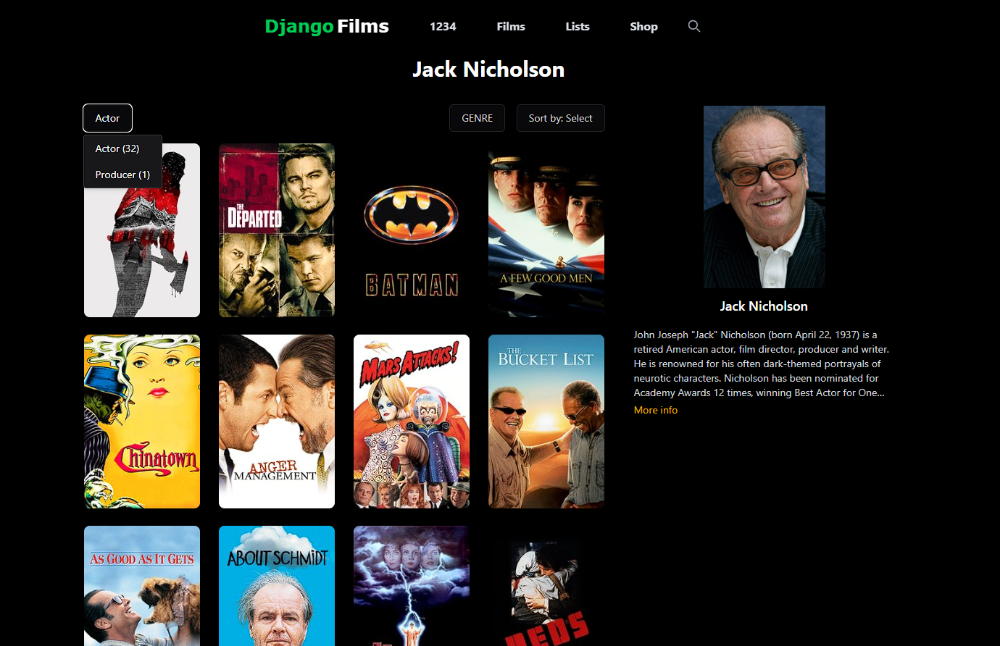 Django Films
1234
Films
Lists
Shop
Jack Nicholson
Actor
GENRE
Sort by: Select
Actor (32)
Producer (1)
THE
DEPARTED
BATMAN
A FEW GOOD MEN
Chinatown
ANGER
MANAGEMENT
MARS ATTACKS!
THE
BUCKET LIST
AS GOOD AS IT GETS
ABOUT SCHMIDT
REDS
Jack Nicholson
John Joseph "Jack" Nicholson (born April 22, 1937) is a
retired American actor, film director, producer and writer.
He is renowned for his often dark-themed portrayals of
neurotic characters. Nicholson has been nominated for
Academy Awards 12 times, winning Best Actor for One...
More info